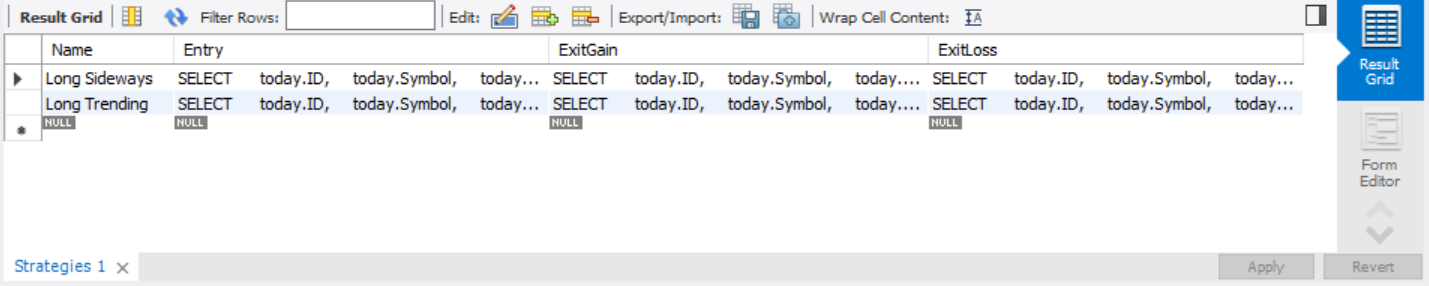 Result Grid Filter Rows: Edit: Export/Import: Wrap Cell Content: IA
Name Entry ExitGain ExitLoss
Long Sideways SELECT today.ID, today.Symbol, today... SELECT today.ID, today.Symbol, today.... SELECT today.ID, today.Symbol, today...
Long Trending SELECT today.ID, today.Symbol, today... SELECT today.ID, today.Symbol, today.... SELECT today.ID, today.Symbol, today...
NULL NULL NULL NULL
Result
Grid
Form
Editor
Strategies 1 Apply Revert